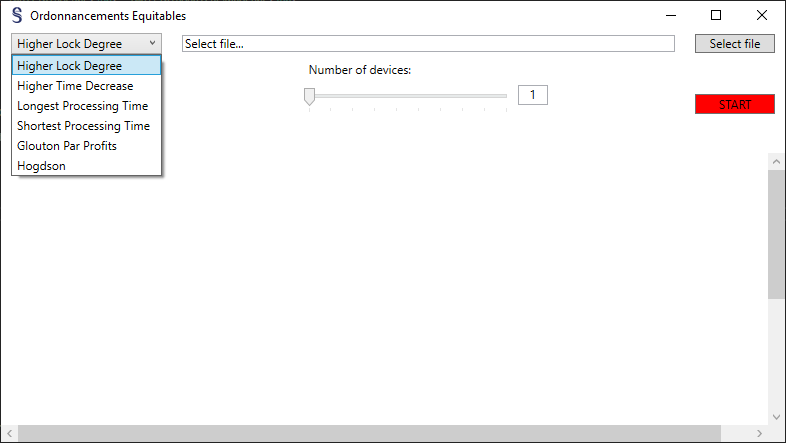 Ordonnancements Equitables
Higher Lock Degree
Select file...
Select file
Higher Lock Degree
Higher Time Decrease
Longest Processing Time
Shortest Processing Time
Glouton Par Profits
Hogdson
Number of devices:
1
START